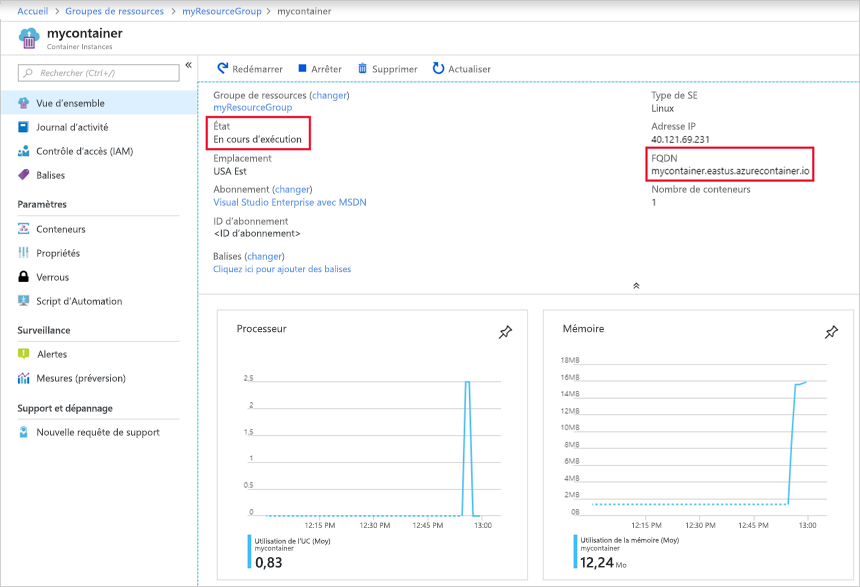 Accueil > Groupes de ressources > myResourceGroup > mycontainer
mycontainer
Container Instances
Rechercher (Ctrl+/)
Vue d'ensemble
Journal d'activité
Contrôle d'accès (IAM)
Balises
Paramètres
Conteneurs
Propriétés
Verrous
Script d'Automation
Surveillance
Alertes
Mesures (préversion)
Support et dépannage
Nouvelle requête de support
Redémarrer
Arrêter
Supprimer
Actualiser
Groupe de ressources (changer)
myResourceGroup
État
En cours d'exécution
Emplacement
USA Est
Abonnement (changer)
Visual Studio Enterprise avec MSDN
ID d'abonnement
<ID d'abonnement>
Balises (changer)
Cliquez ici pour ajouter des balises
Type de SE
Linux
Adresse IP
40.121.69.231
FQDN
mycontainer.eastus.azurecontainer.io
Nombre de conteneurs
1
Processeur
2,5
2
1,5
1
0,5
0
12:15 PM
12:30 PM
12:45 PM
13:00
Utilisation de l'UC (Moy)
mycontainer
0,83
Mémoire
18MB
16MB
14MB
12MB
10MB
8MB
6MB
4MB
2MB
0B
12:15 PM
12:30 PM
12:45 PM
13:00
Utilisation de la mémoire (Moy)
mycontainer
12,24 Mo